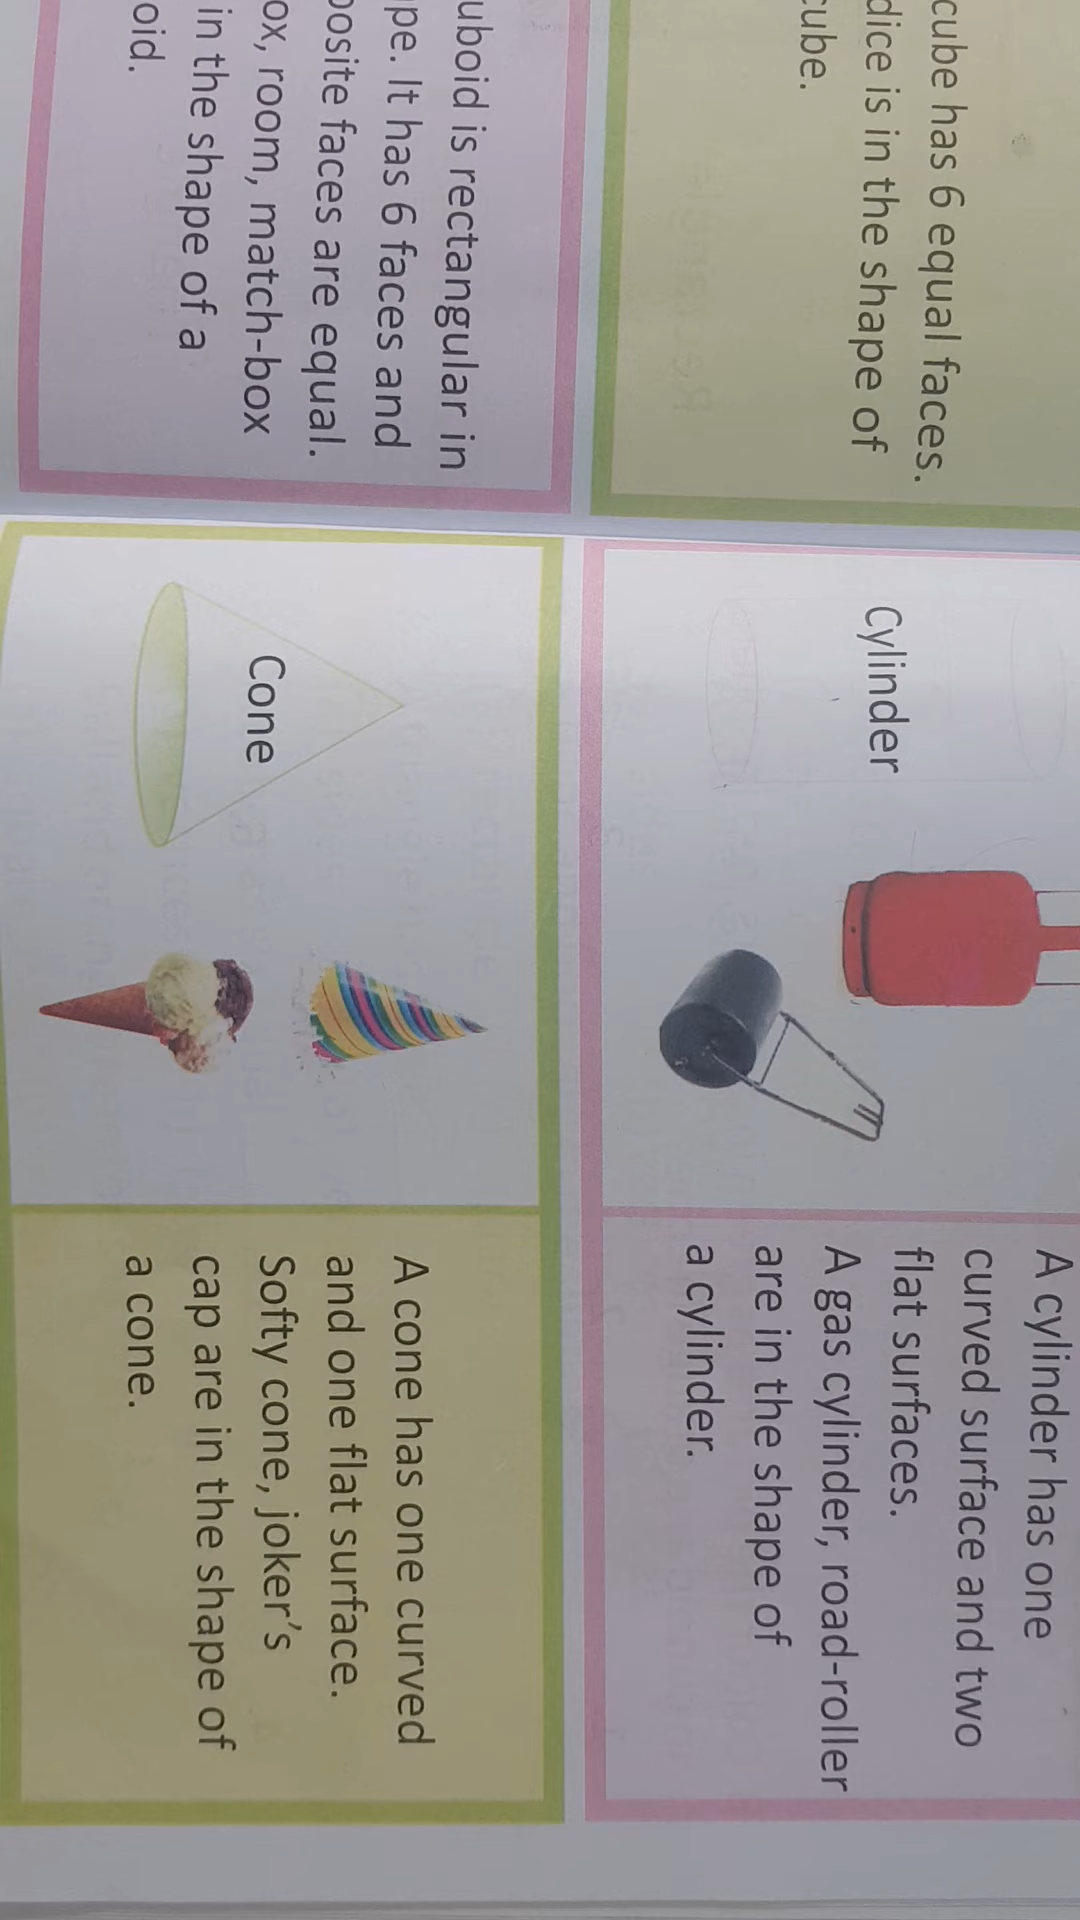 cube has 6 equal faces.
dice is in the shape of
cube.
uboid is rectangular in
pe. It has 6 faces and
posite faces are equal.
ox, room, match-box
in the shape of a
oid.
Cylinder
A cylinder has one
curved surface and two
flat surfaces.
A gas cylinder, road-roller
are in the shape of
a cylinder.
Cone
A cone has one curved
and one flat surface.
Softy cone, joker's
cap are in the shape of
a cone.